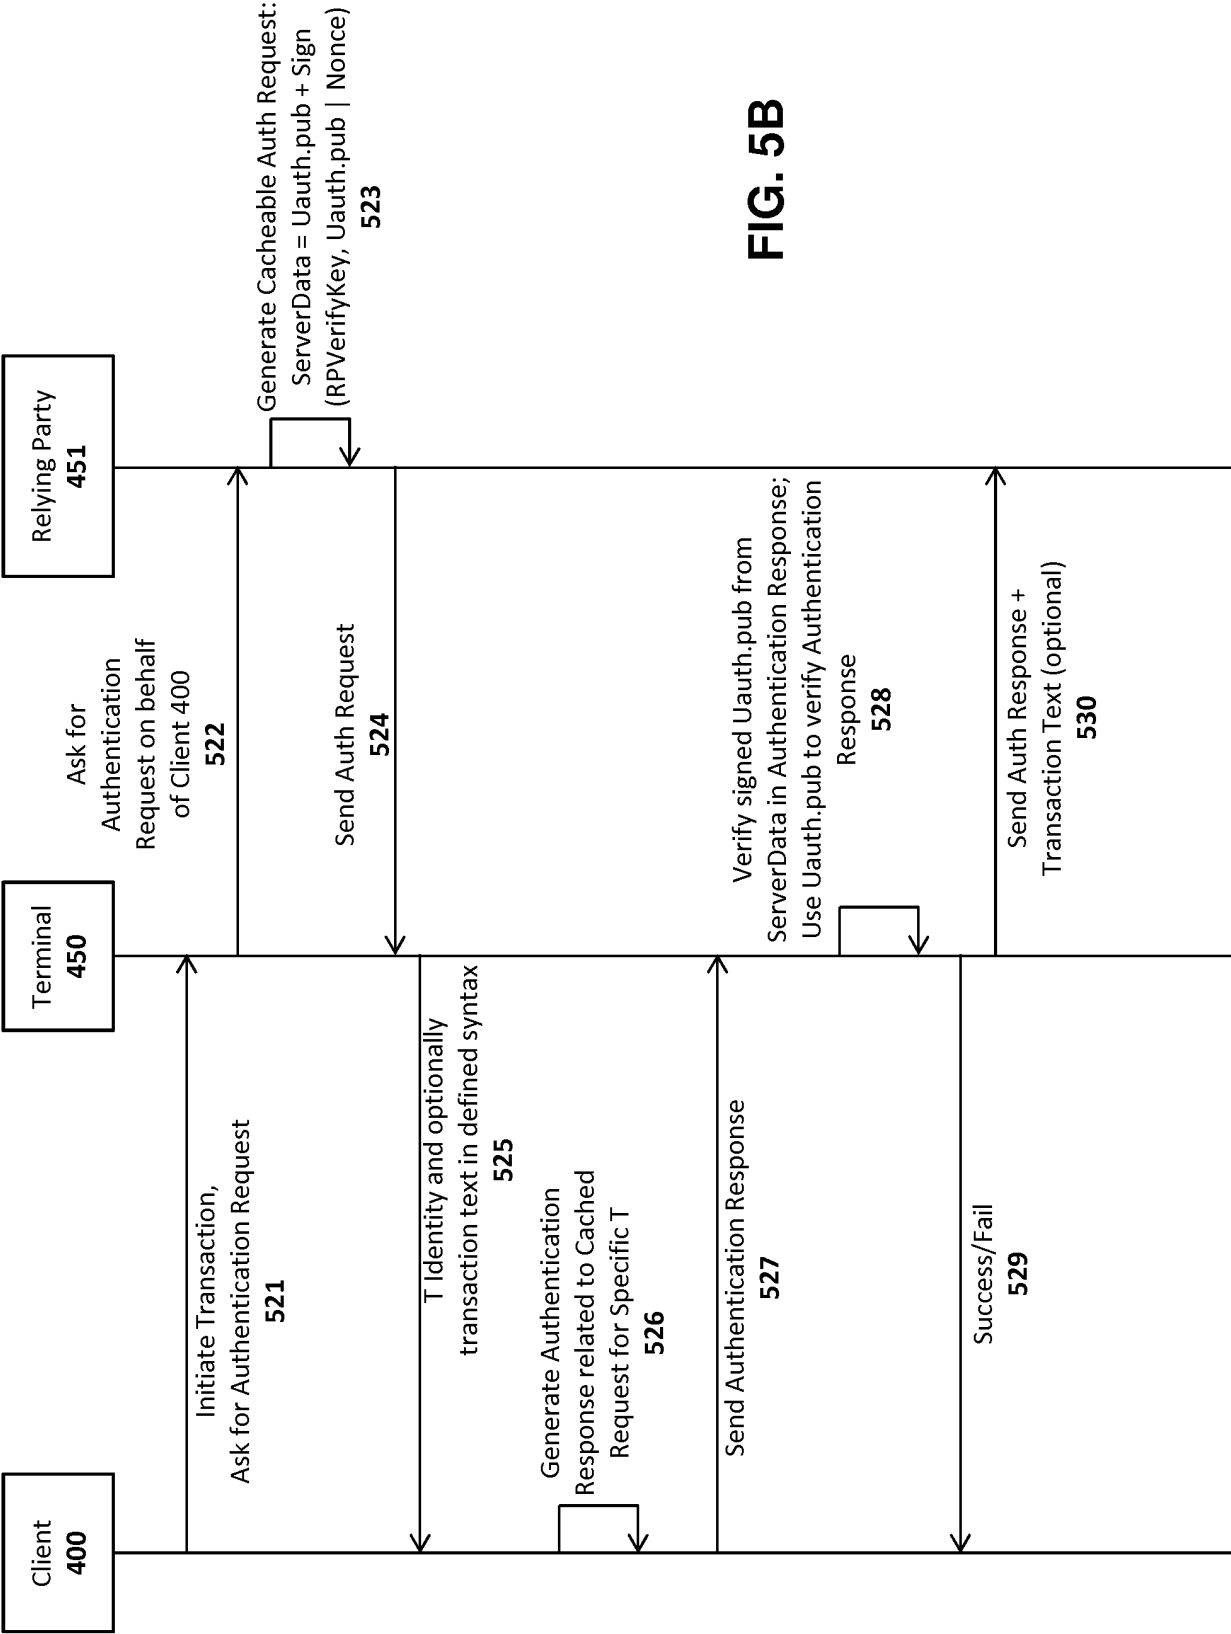 Client
400
Terminal
450
Relying Party
451
Initiate Transaction,
Ask for Authentication Request
521
Ask for
Authentication
Request on behalf
of Client 400
522
Generate Cacheable Auth Request:
ServerData = Uauth.pub + Sign
(RPVerifyKey, Uauth.pub | Nonce)
523
Send Auth Request
524
T Identity and optionally
transaction text in defined syntax
525
Generate Authentication
Response related to Cached
Request for Specific T
526
Send Authentication Response
527
Verify signed Uauth.pub from
ServerData in Authentication Response;
Use Uauth.pub to verify Authentication
Response
528
Success/Fail
529
Send Auth Response +
Transaction Text (optional)
530
FIG. 5B